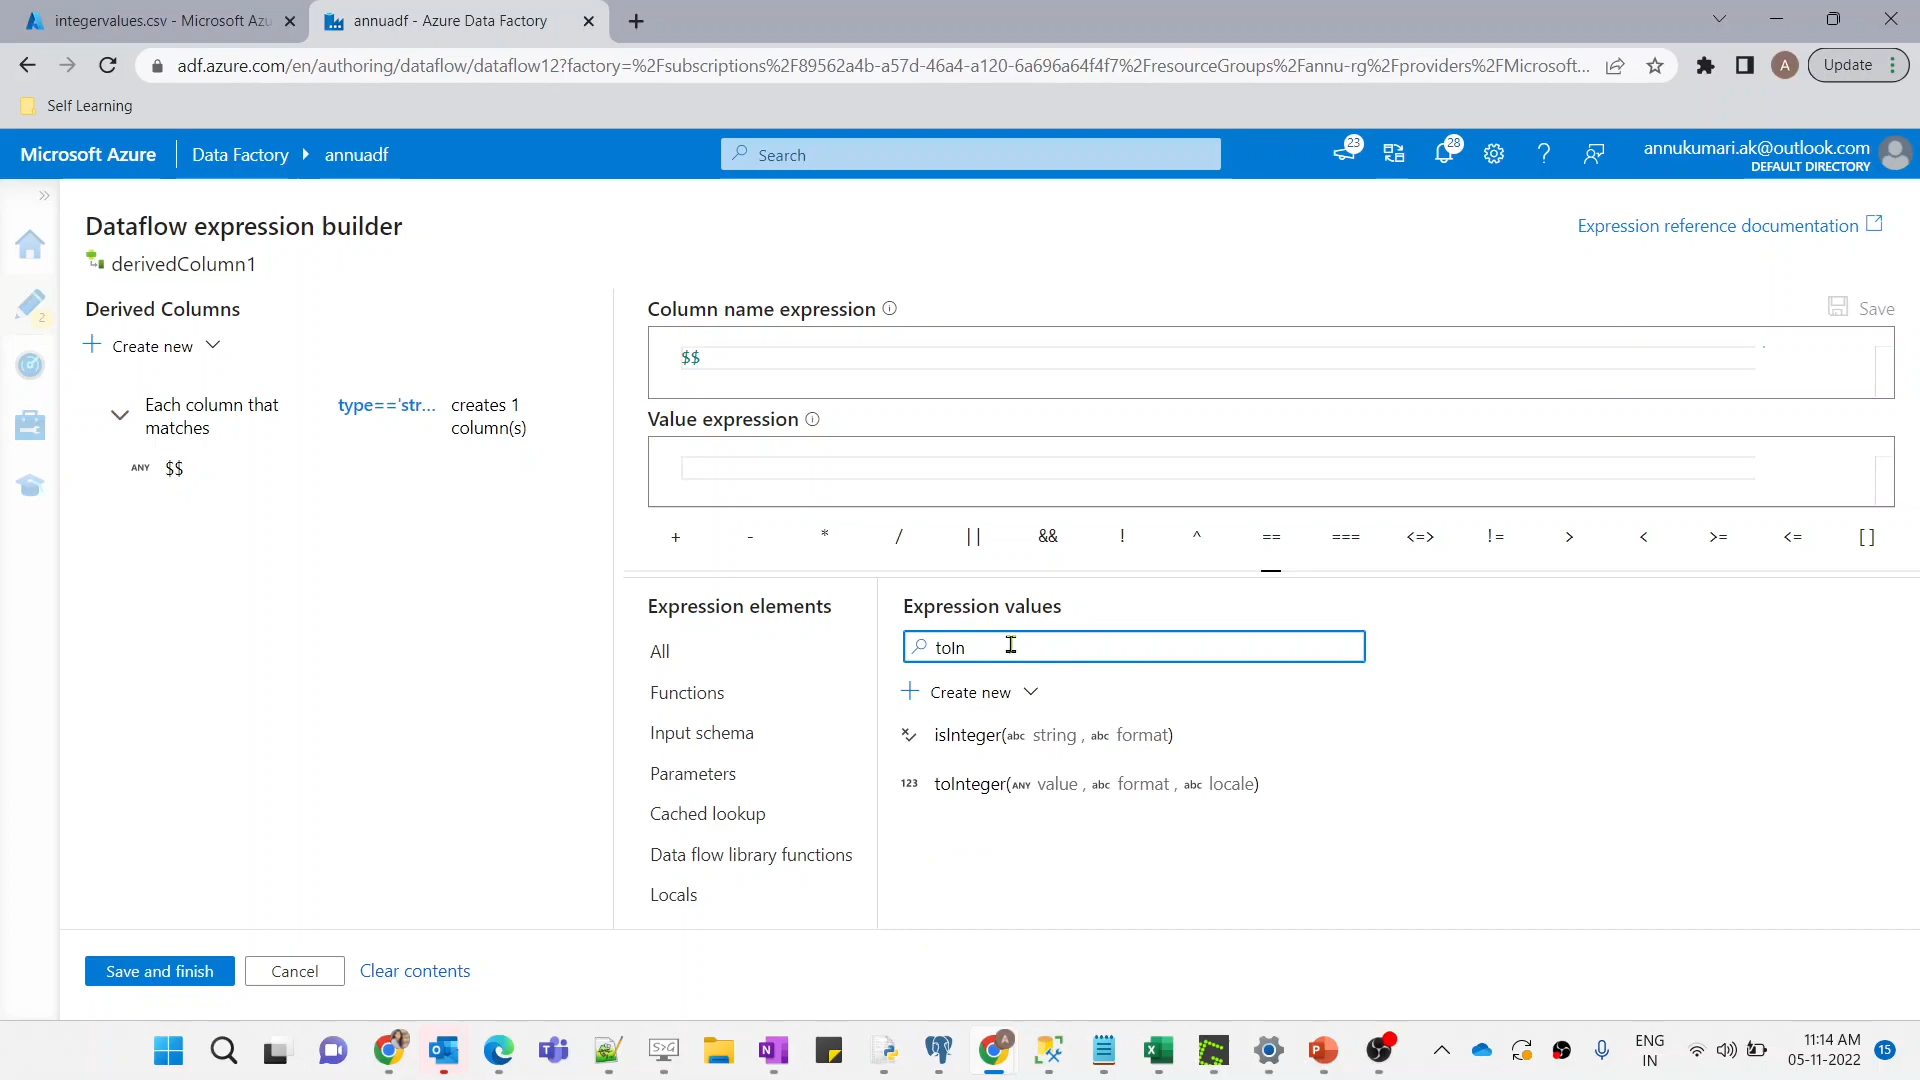 integervalues.csv - Microsoft Azu
annuadf - Azure Data Factory
adf.azure.com/en/authoring/dataflow/dataflow12?factory=%2Fsubscriptions%2F89562a4b-a57d-46a4-a120-6a696a64f4f7%2FresourceGroups%2Fannu-rg%2Fproviders%2FMicrosoft...
A
Update
Self Learning
Microsoft Azure
Data Factory
annuadf
Search
23
28
annukumari.ak@outlook.com
DEFAULT DIRECTORY
Dataflow expression builder
Expression reference documentation
derivedColumn1
Derived Columns
Create new
Each column that
matches
type=='str...
creates 1
column(s)
ANY $$
2
Column name expression
Save
$$
Value expression
+ - * / || && ! ^ == === <=> != > < >= <= []
Expression elements
All
Functions
Input schema
Parameters
Cached lookup
Data flow library functions
Locals
Expression values
toIn
Create new
isInteger(abc string , abc format)
123 toInteger(ANY value , abc format , abc locale)
Save and finish
Cancel
Clear contents
ENG
IN
11:14 AM
05-11-2022
15